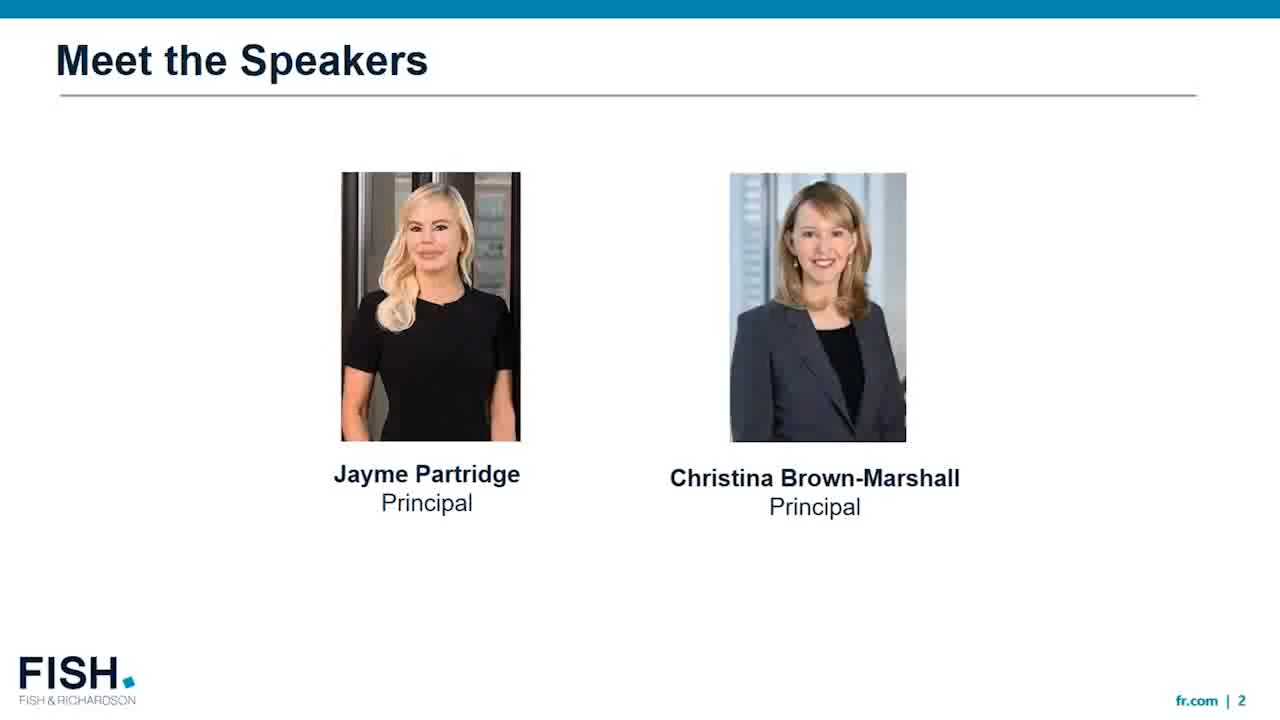 Meet the Speakers
Jayme Partridge
Principal
Christina Brown-Marshall
Principal
FISH.
FISH & RICHARDSON
fr.com | 2